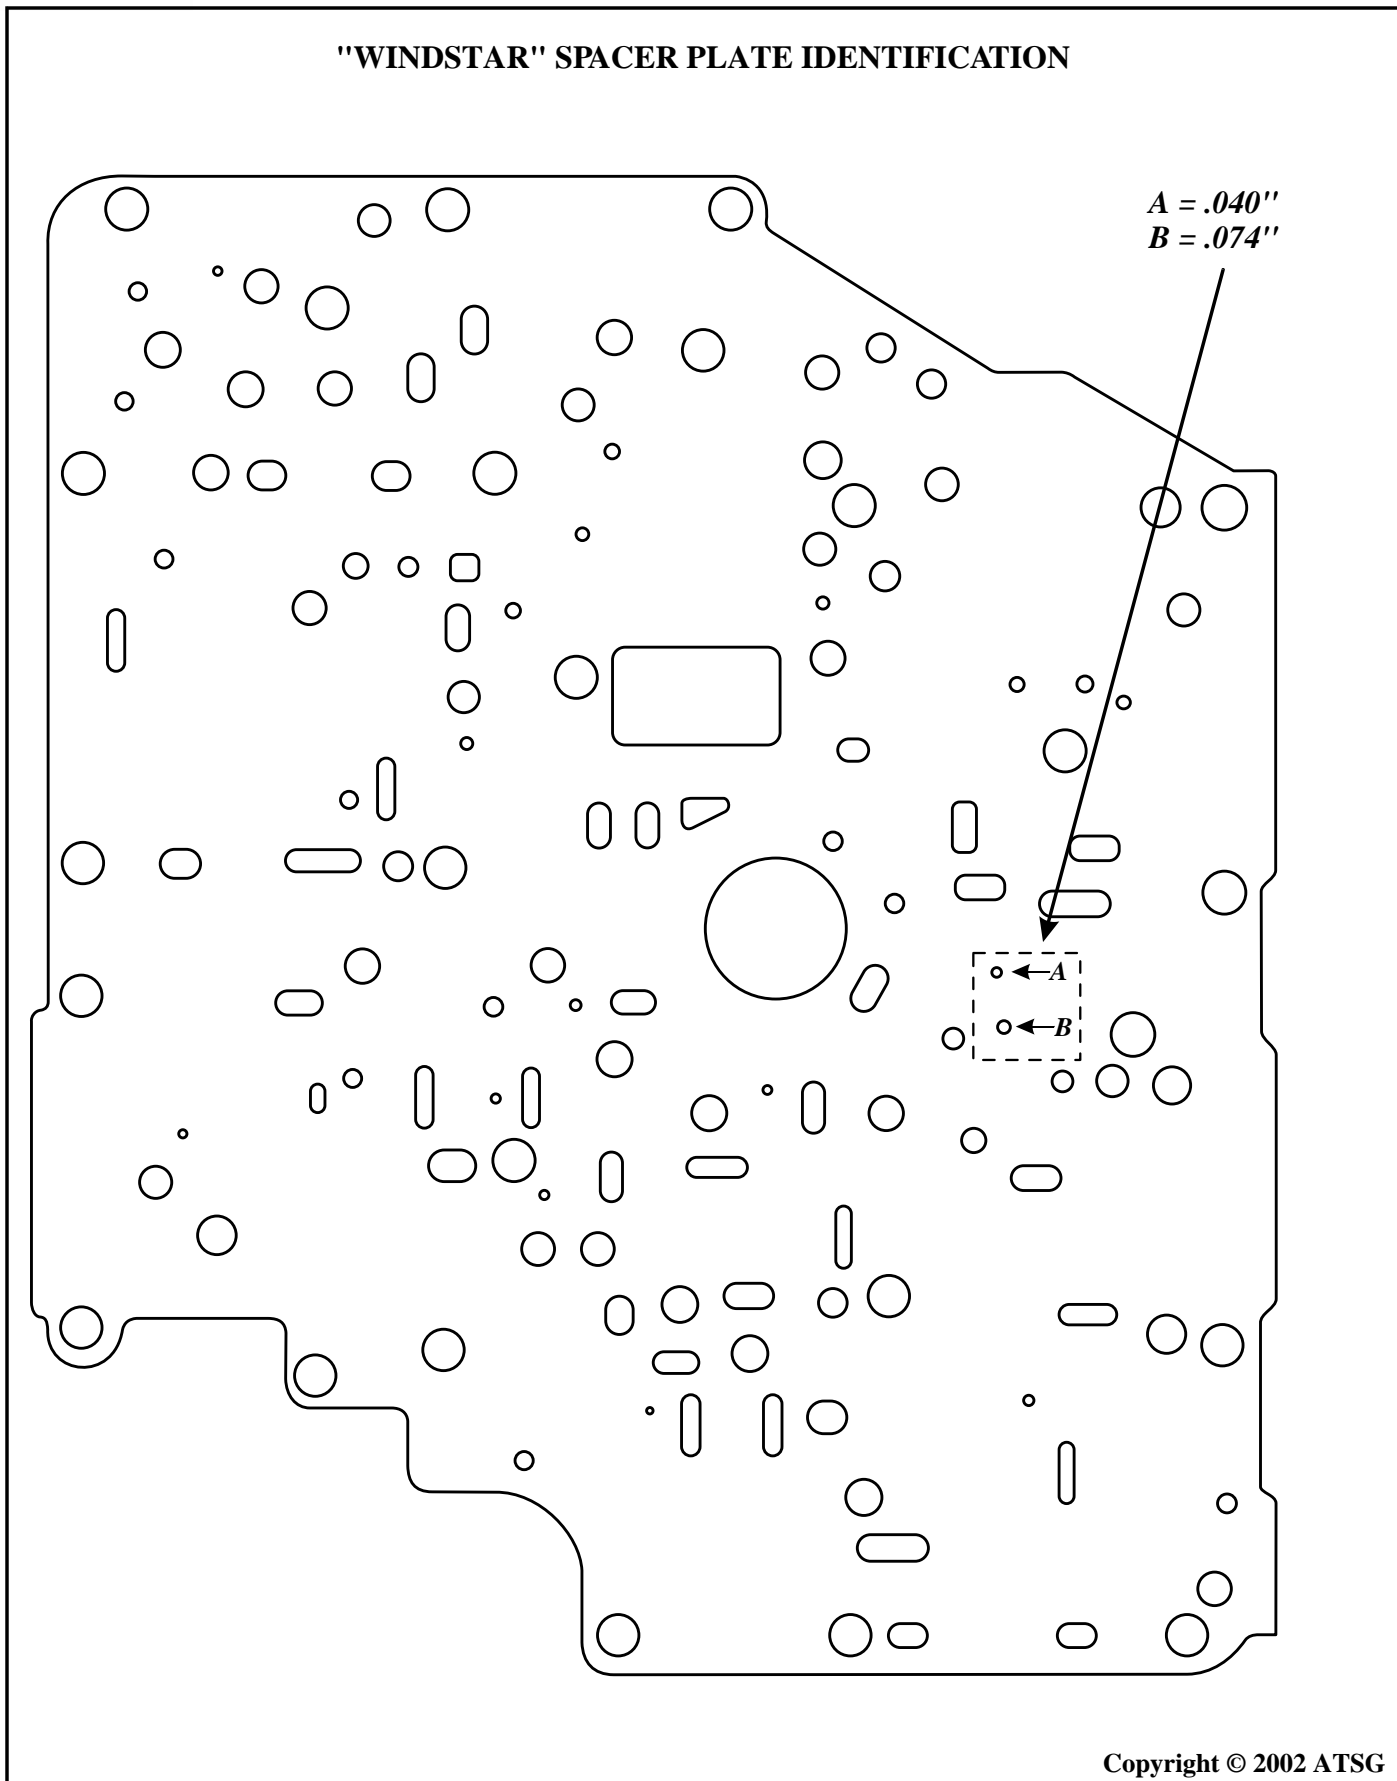 "WINDSTAR" SPACER PLATE IDENTIFICATION
A = .040"
B = .074"
A
B
Copyright © 2002 ATSG